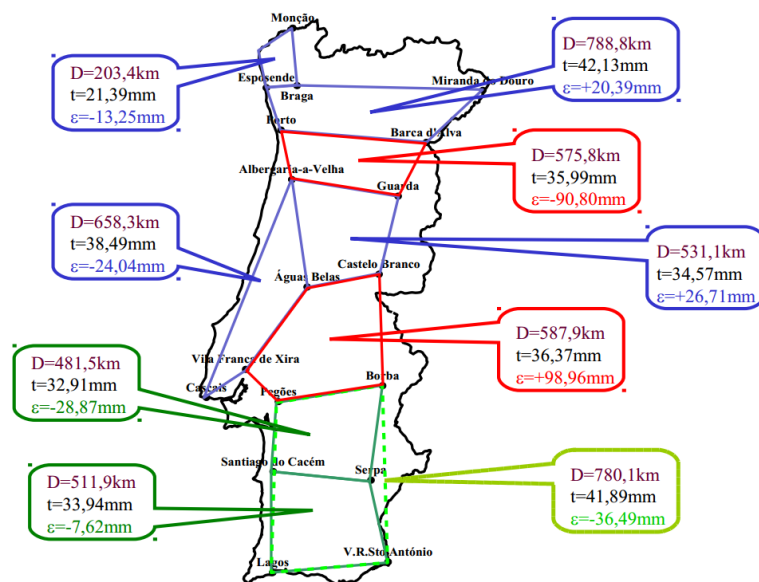 Monção
D=203,4km
t=21,39mm
ε=-13,25mm
D=788,8km
t=42,13mm
ε=+20,39mm
Esposende
Braga
Miranda do Douro
Porto
Barca d'Alva
D=575,8km
t=35,99mm
ε=-90,80mm
Albergaria-a-Velha
Guarda
D=658,3km
t=38,49mm
ε=-24,04mm
D=531,1km
t=34,57mm
ε=+26,71mm
Castelo Branco
Águas Belas
D=587,9km
t=36,37mm
ε=+98,96mm
D=481,5km
t=32,91mm
ε=-28,87mm
Vila Franca de Xira
Cascais
Borba
Pegões
Santiago do Cacém
Serpa
D=780,1km
t=41,89mm
ε=-36,49mm
D=511,9km
t=33,94mm
ε=-7,62mm
V.R.Sto António
Lagos